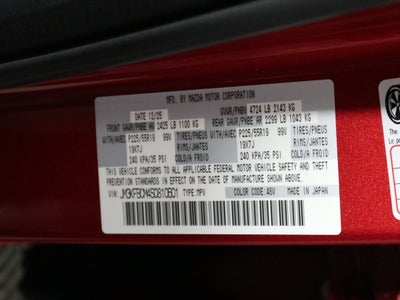 MFD. BY MAZDA MOTOR CORPORATION
DATE 12/25 GVWR/PNBV 4724 LB 2143 KG
FRONT GAWR/PNBE AV 2425 LB 1100 KG REAR GAWR/PNBE AR 2299 LB 1043 KG
WITH/AVEC P225/55R19 99V TIRES/PNEUS WITH/AVEC P225/55R19 99V TIRES/PNEUS
19X7J RIMS/JANTES 19X7J RIMS/JANTES
240 KPA/35 PSI COLD/A FROID 240 KPA/35 PSI COLD/A FROID
THIS VEHICLE CONFORMS TO ALL APPLICABLE FEDERAL MOTOR VEHICLE SAFETY AND THEFT
PREVENTION STANDARDS IN EFFECT ON THE DATE OF MANUFACTURE SHOWN ABOVE.
COLOR: 46V MADE IN JAPAN
VIN: TYPE:MPV